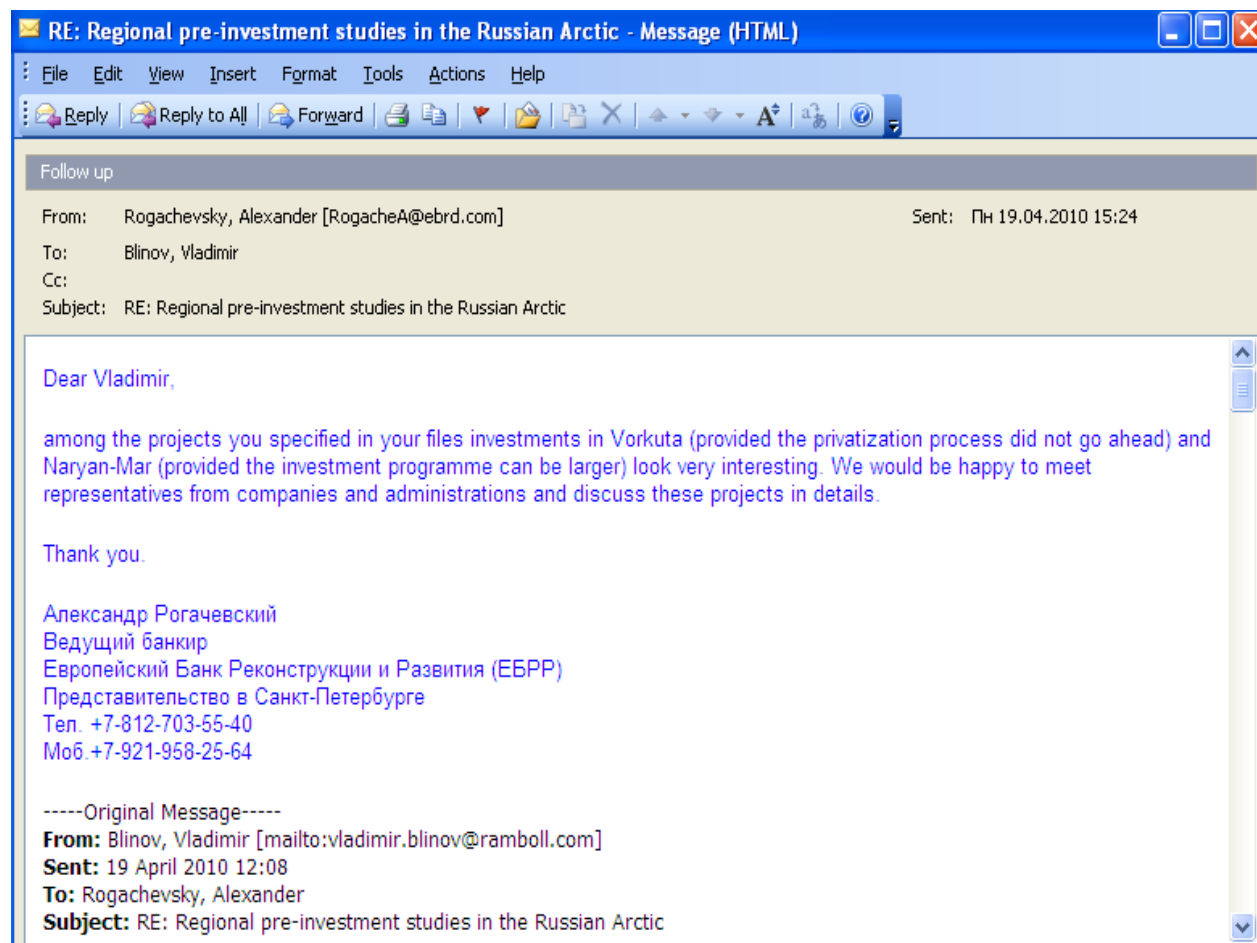 RE: Regional pre-investment studies in the Russian Arctic - Message (HTML)
File Edit View Insert Format Tools Actions Help
Reply Reply to All Forward
Follow up
From: Rogachevsky, Alexander [RogacheA@ebrd.com] Sent: Пн 19.04.2010 15:24
To: Blinov, Vladimir
Cc:
Subject: RE: Regional pre-investment studies in the Russian Arctic
Dear Vladimir,
among the projects you specified in your files investments in Vorkuta (provided the privatization process did not go ahead) and
Naryan-Mar (provided the investment programme can be larger) look very interesting. We would be happy to meet
representatives from companies and administrations and discuss these projects in details.
Thank you.
Александр Рогачевский
Ведущий банкир
Европейский Банк Реконструкции и Развития (ЕБРР)
Представительство в Санкт-Петербурге
Тел. +7-812-703-55-40
Моб.+7-921-958-25-64
-----Original Message-----
From: Blinov, Vladimir [mailto:vladimir.blinov@ramboll.com]
Sent: 19 April 2010 12:08
To: Rogachevsky, Alexander
Subject: RE: Regional pre-investment studies in the Russian Arctic